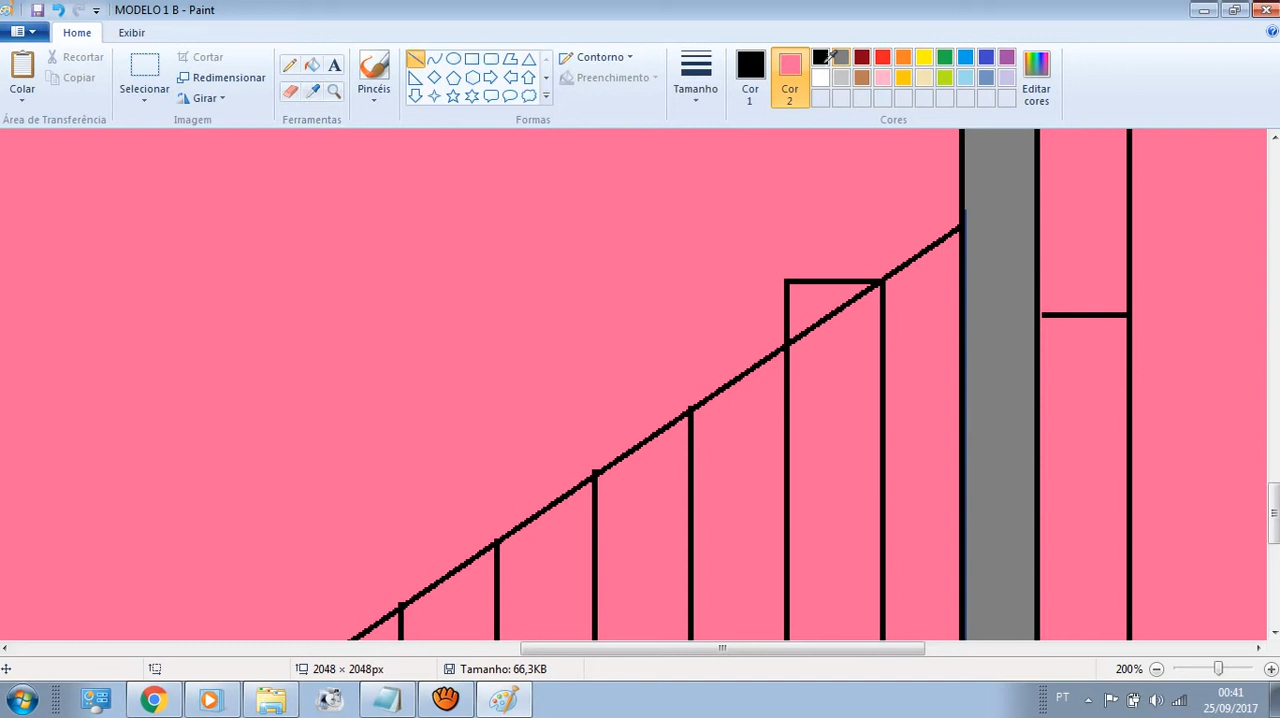 MODELO 1 B - Paint
Home
Exibir
Colar
Recortar
Copiar
Área de Transferência
Selecionar
Cortar
Redimensionar
Girar
Imagem
A
Ferramentas
Pincéis
Contorno
Preenchimento
Formas
Tamanho
Cor 1
Cor 2
Editar cores
Cores
2048 × 2048px
Tamanho: 66,3KB
200%
PT
00:41
25/09/2017